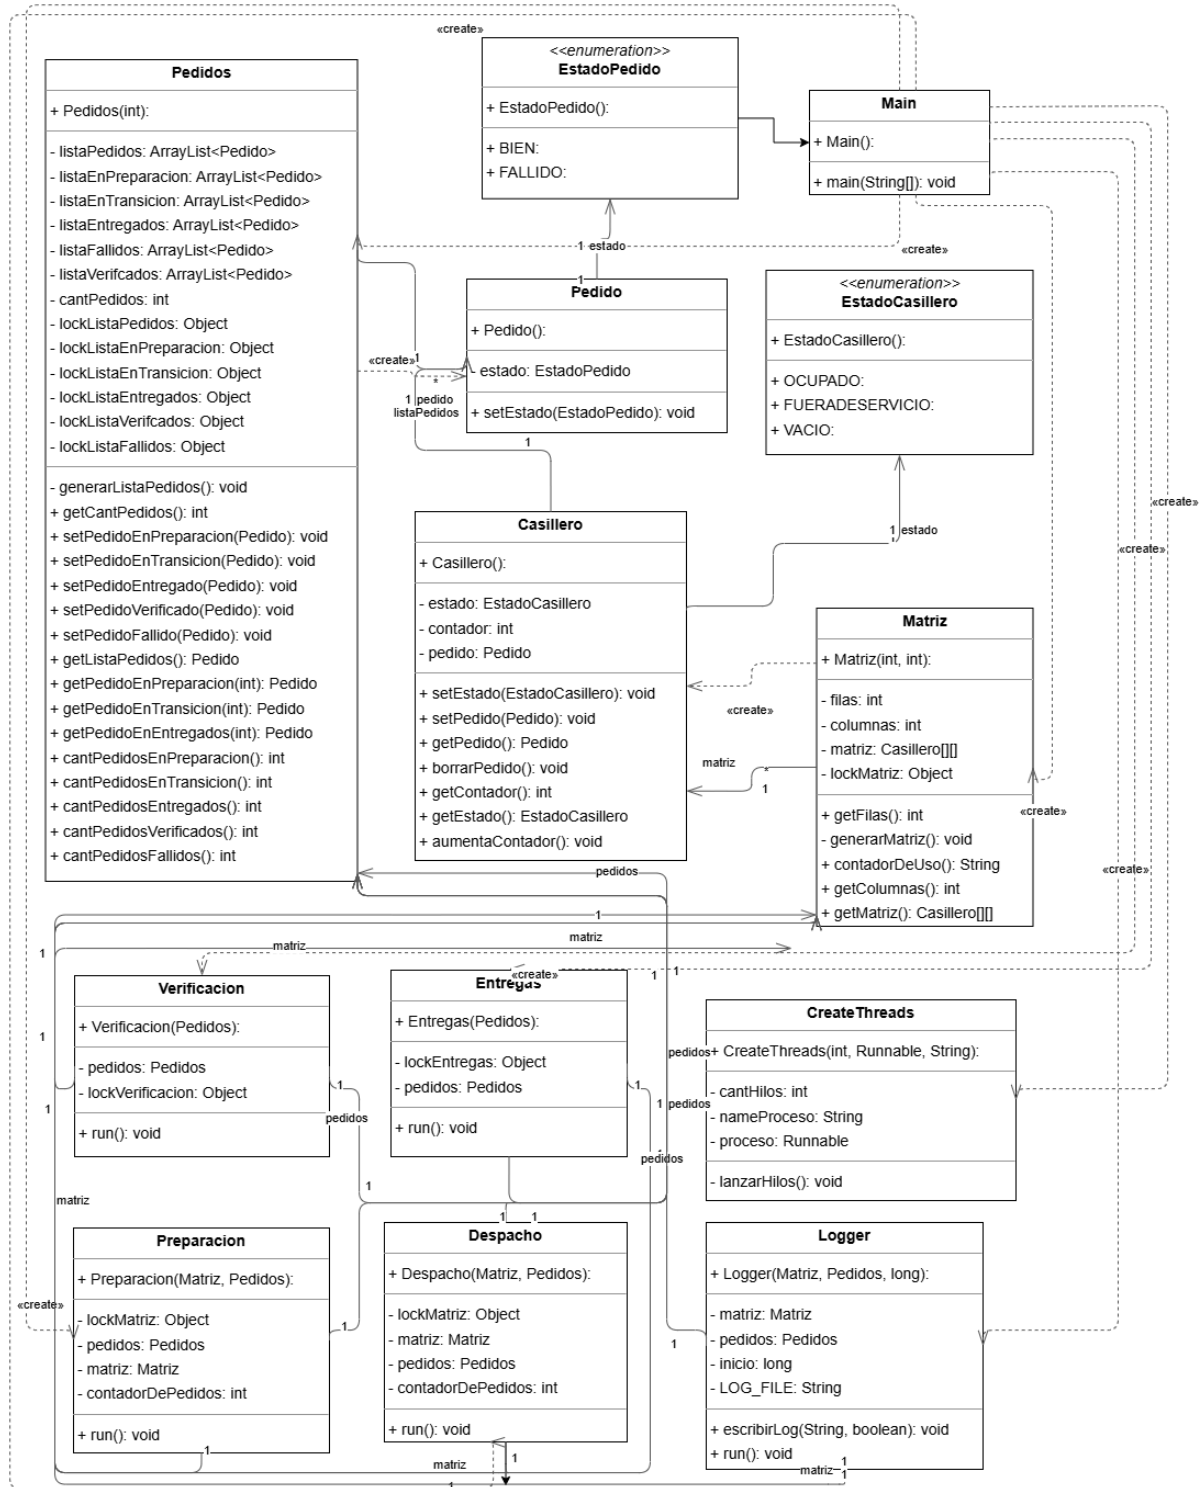 «create»
Pedidos
+ Pedidos(int):
- listaPedidos: ArrayList<Pedido>
- listaEnPreparacion: ArrayList<Pedido>
- listaEnTransicion: ArrayList<Pedido>
- listaEntregados: ArrayList<Pedido>
- listaFallidos: ArrayList<Pedido>
- listaVerifcados: ArrayList<Pedido>
- cantPedidos: int
- lockListaPedidos: Object
- lockListaEnPreparacion: Object
- lockListaEnTransicion: Object
- lockListaEntregados: Object
- lockListaVerifcados: Object
- lockListaFallidos: Object
- generarListaPedidos(): void
+ getCantPedidos(): int
+ setPedidoEnPreparacion(Pedido): void
+ setPedidoEnTransicion(Pedido): void
+ setPedidoEntregado(Pedido): void
+ setPedidoVerificado(Pedido): void
+ setPedidoFallido(Pedido): void
+ getListaPedidos(): Pedido
+ getPedidoEnPreparacion(int): Pedido
+ getPedidoEnTransicion(int): Pedido
+ getPedidoEnEntregados(int): Pedido
+ cantPedidosEnPreparacion(): int
+ cantPedidosEnTransicion(): int
+ cantPedidosEntregados(): int
+ cantPedidosVerificados(): int
+ cantPedidosFallidos(): int
<<enumeration>>
EstadoPedido
+ EstadoPedido():
+ BIEN:
+ FALLIDO:
Main
+ Main():
+ main(String[]): void
1 estado
1
«create»
Pedido
+ Pedido():
- estado: EstadoPedido
+ setEstado(EstadoPedido): void
«create»
1
*
1 pedido
listaPedidos
1
<<enumeration>>
EstadoCasillero
+ EstadoCasillero():
+ OCUPADO:
+ FUERADESERVICIO:
+ VACIO:
«create»
«create»
1 estado
1
Casillero
+ Casillero():
- estado: EstadoCasillero
- contador: int
- pedido: Pedido
+ setEstado(EstadoCasillero): void
+ setPedido(Pedido): void
+ getPedido(): Pedido
+ borrarPedido(): void
+ getContador(): int
+ getEstado(): EstadoCasillero
+ aumentaContador(): void
«create»
matriz
*
1
Matriz
+ Matriz(int, int):
- filas: int
- columnas: int
- matriz: Casillero[][]
- lockMatriz: Object
+ getFilas(): int
- generarMatriz(): void
+ contadorDeUso(): String
+ getColumnas(): int
+ getMatriz(): Casillero[][]
«create»
«create»
pedidos
1
matriz
matriz
1
1
1
«create»
Verificacion
+ Verificacion(Pedidos):
- pedidos: Pedidos
- lockVerificacion: Object
+ run(): void
1
1
1
pedidos
Entregas
+ Entregas(Pedidos):
- lockEntregas: Object
- pedidos: Pedidos
+ run(): void
1
pedidos
1 pedidos
1
pedidos
CreateThreads
+ CreateThreads(int, Runnable, String):
- cantHilos: int
- nameProceso: String
- proceso: Runnable
- lanzarHilos(): void
matriz
1
1
1
Preparacion
+ Preparacion(Matriz, Pedidos):
- lockMatriz: Object
- pedidos: Pedidos
- matriz: Matriz
- contadorDePedidos: int
+ run(): void
«create»
1
1
Despacho
+ Despacho(Matriz, Pedidos):
- lockMatriz: Object
- matriz: Matriz
- pedidos: Pedidos
- contadorDePedidos: int
+ run(): void
1
Logger
+ Logger(Matriz, Pedidos, long):
- matriz: Matriz
- pedidos: Pedidos
- inicio: long
- LOG_FILE: String
+ escribirLog(String, boolean): void
+ run(): void
matriz
1
1
matriz
1
1